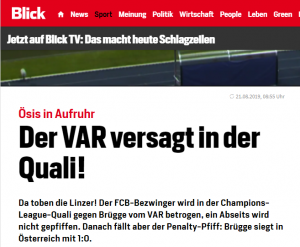 Blick
News Sport Meinung Politik Wirtschaft People Leben Green
Jetzt auf Blick TV: Das macht heute Schlagzeilen
21.08.2019, 08:55 Uhr
Ösis in Aufruhr
Der VAR versagt in der
Quali!
Da toben die Linzer! Der FCB-Bezwinger wird in der Champions-
League-Quali gegen Brügge vom VAR betrogen, ein Abseits wird
nicht gepfiffen. Danach fällt aber der Penalty-Pfiff: Brügge siegt in
Österreich mit 1:0.